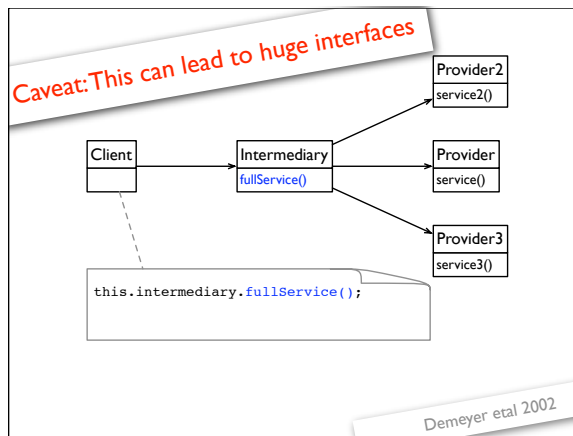 Caveat: This can lead to huge interfaces
Provider2
service2()
Client
Intermediary
fullService()
Provider
service()
Provider3
service3()
this.intermediary.fullService();
Demeyer etal 2002